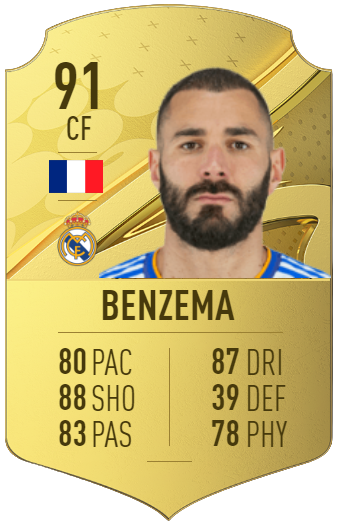 91
CF
BENZEMA
80 PAC 87 DRI
88 SHO 39 DEF
83 PAS 78 PHY